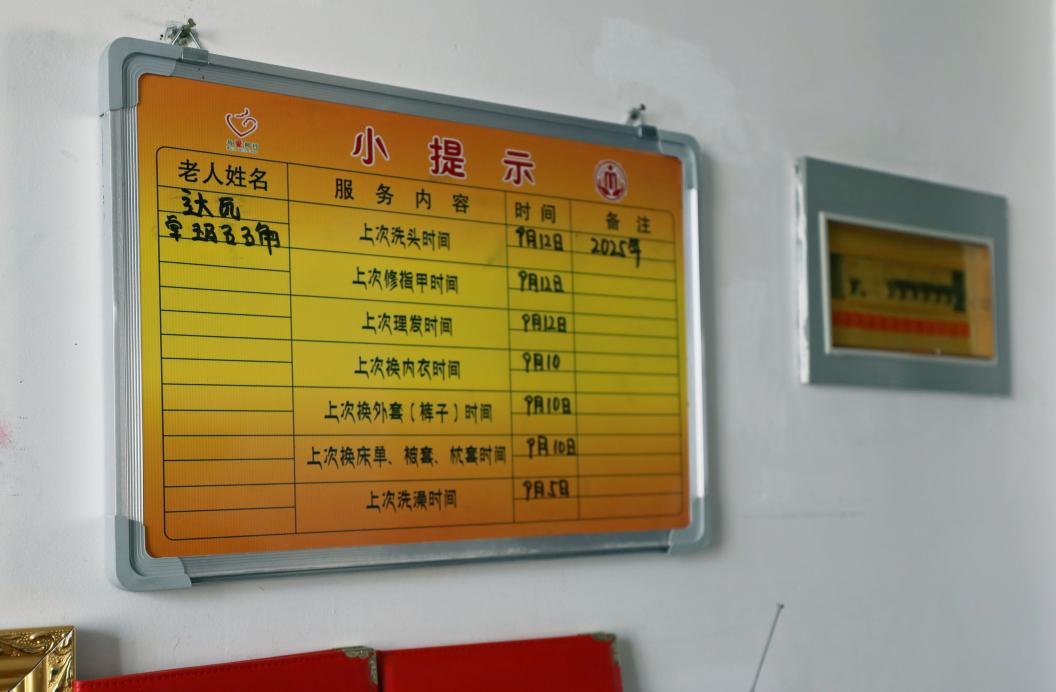 小提示
老人姓名 服务内容 时间 备注
达瓦
上次洗头时间 9月12日 2025年
上次修指甲时间 9月12日
上次理发时间 9月12日
上次换内衣时间 9月10
上次换外套(裤子)时间 9月10日
上次换床单、被套、枕套时间 9月10日
上次洗澡时间 9月5日